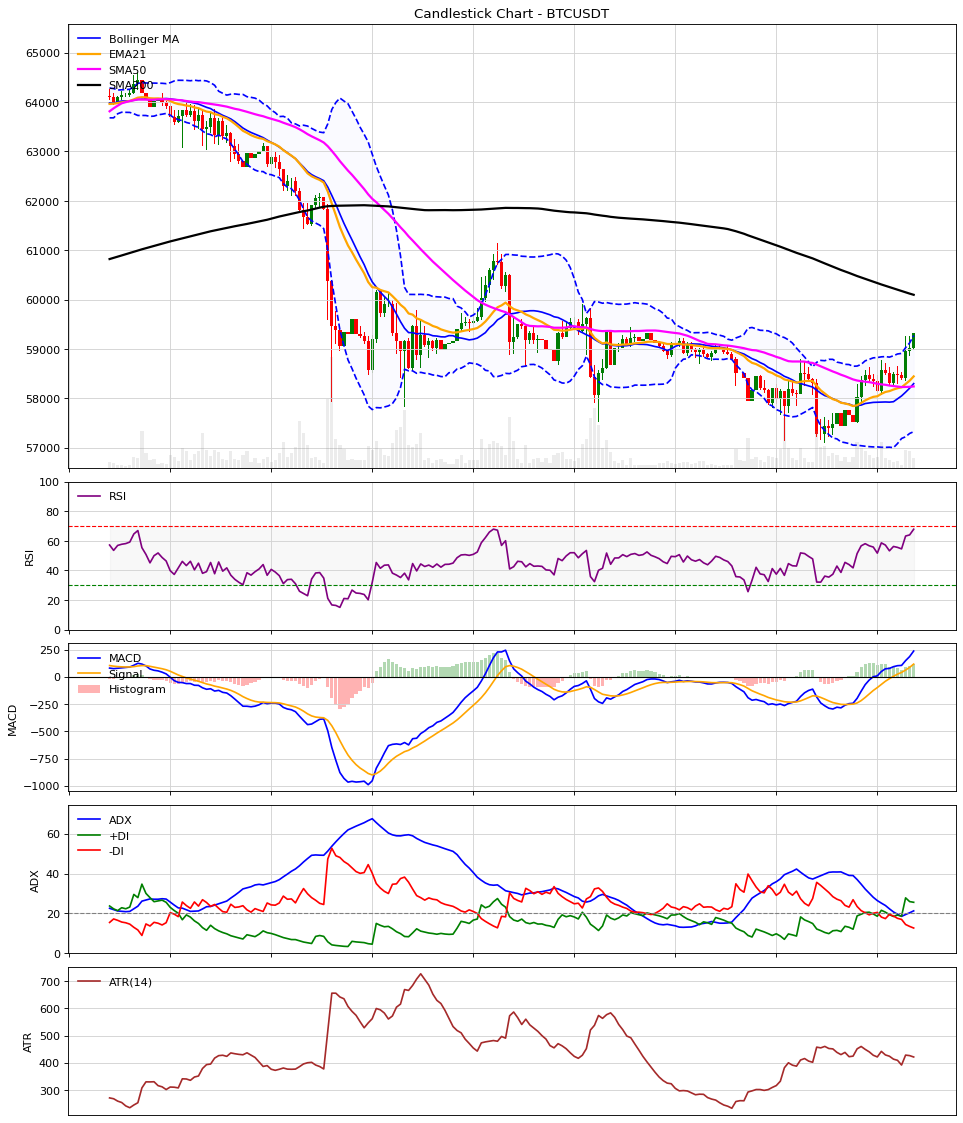 Candlestick Chart - BTCUSDT
Bollinger MA
EMA21
SMA50
SMA200
65000
64000
63000
62000
61000
60000
59000
58000
57000
RSI
100
80
60
40
20
0
RSI
MACD
Signal
Histogram
250
0
−250
−500
−750
−1000
MACD
ADX
+DI
-DI
60
40
20
0
ADX
ATR(14)
700
600
500
400
300
ATR